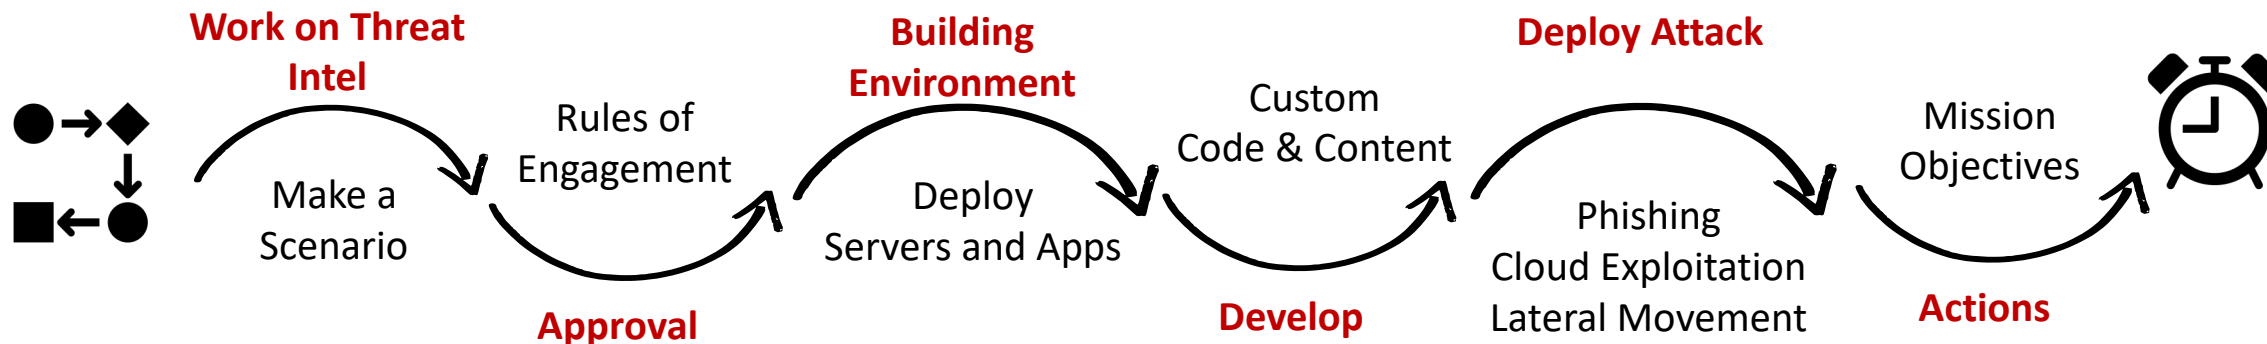 Work on Threat
Intel
Make a
Scenario
Rules of
Engagement
Approval
Building
Environment
Deploy
Servers and Apps
Custom
Code & Content
Develop
Deploy Attack
Phishing
Cloud Exploitation
Lateral Movement
Mission
Objectives
Actions